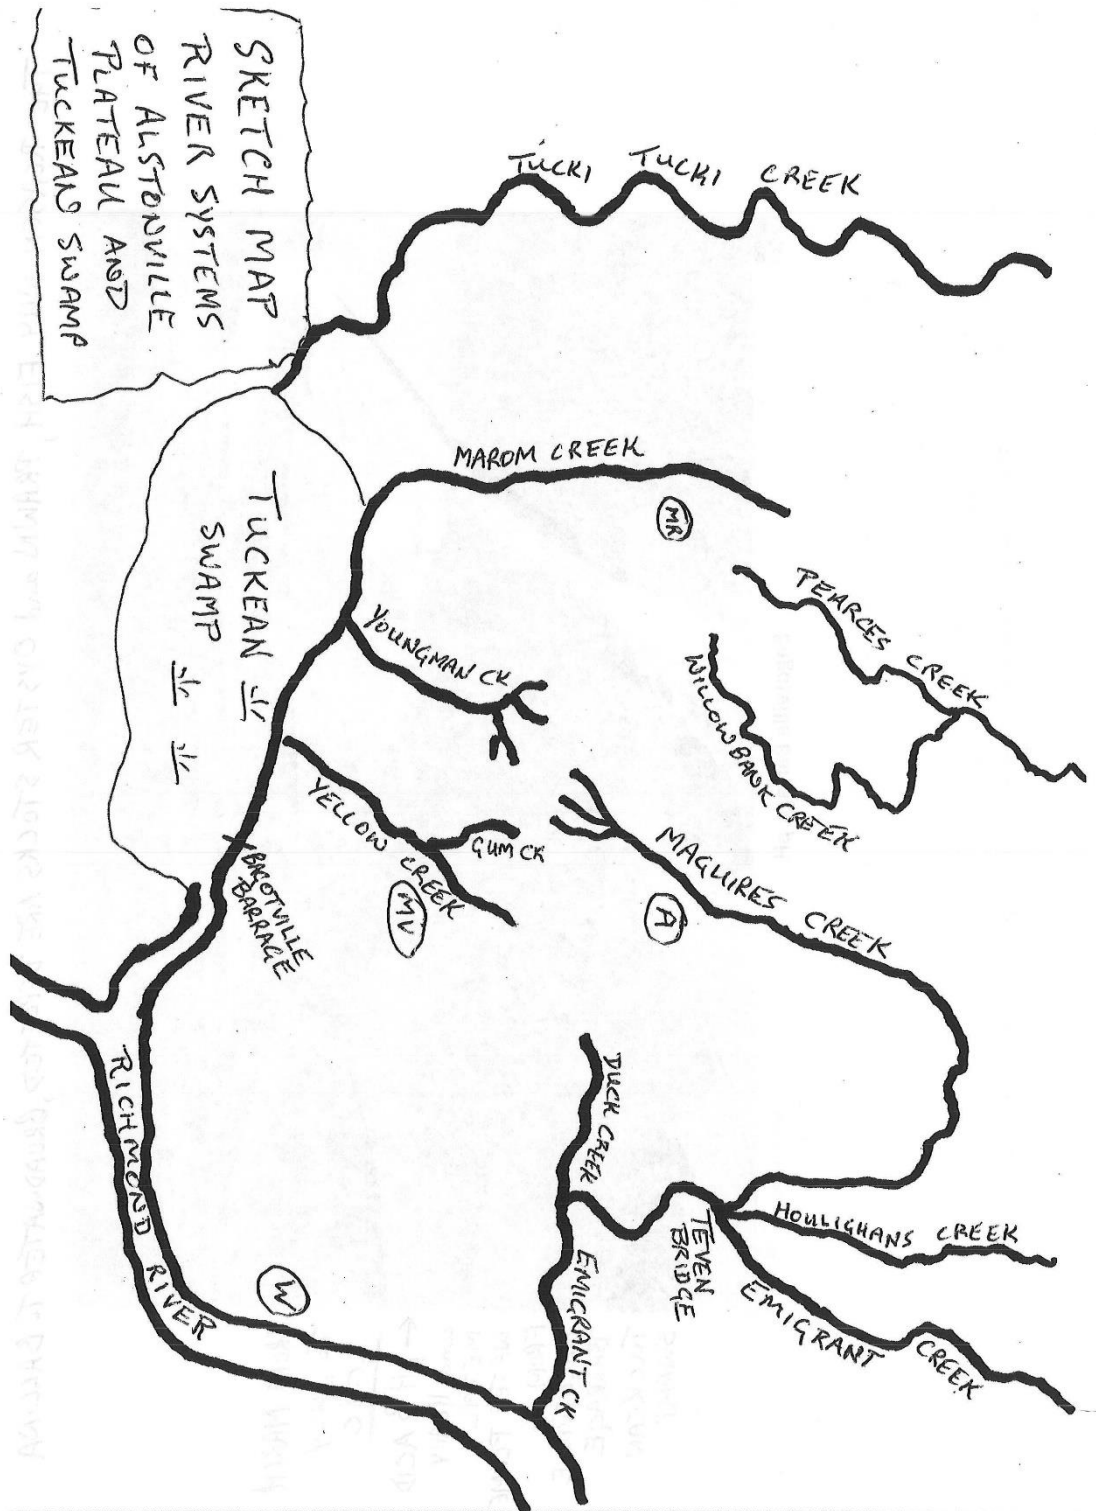 SKETCH MAP
RIVER SYSTEMS
OF ALSTONVILLE
PLATEAU AND
TUCKEAN SWAMP
TUCKI TUCKI CREEK
MAROM CREEK
MR
PEARCES CREEK
WILLOWBANK CREEK
YOUNGMAN CK
TUCKEAN
SWAMP
YELLOW CREEK
GUM CK
MAGUIRES CREEK
MV
A
BAGOTVILLE
BARRAGE
DUCK CREEK
HOULIGHANS CREEK
TEVEN
BRIDGE
EMIGRANT CREEK
EMIGRANT CK
W
RICHMOND RIVER